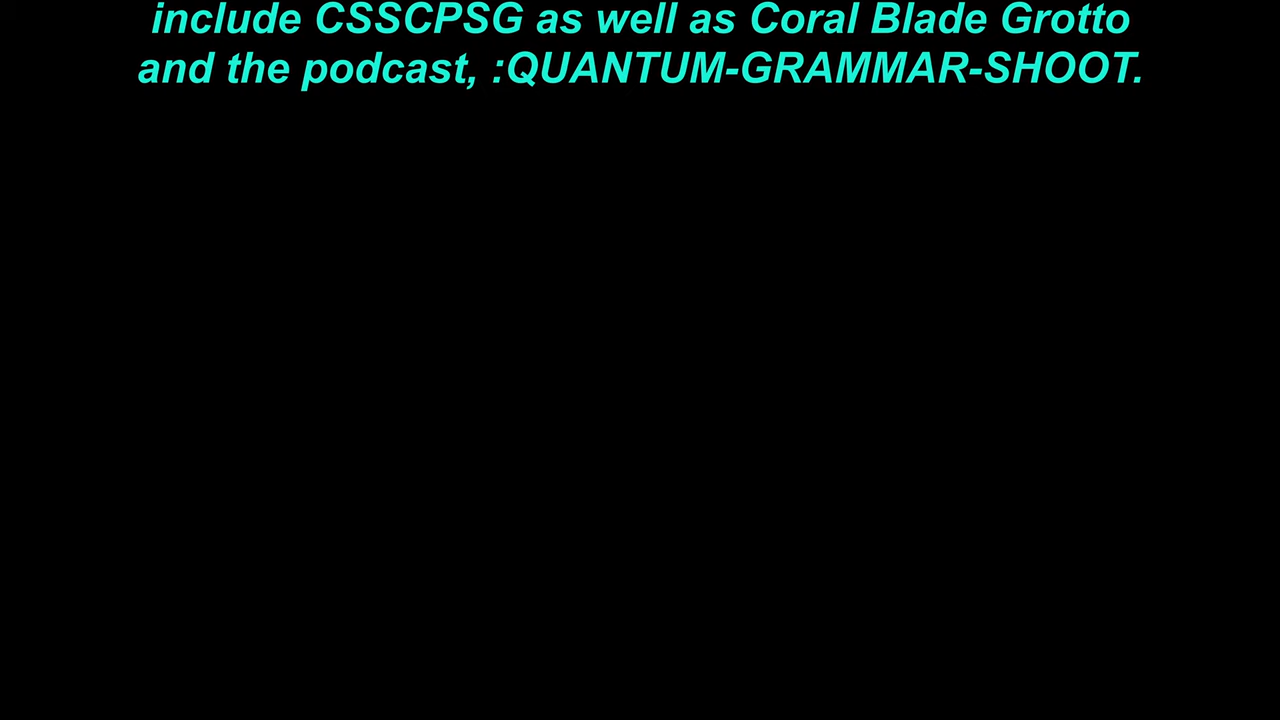 include CSSCPSG as well as Coral Blade Grotto
and the podcast, :QUANTUM-GRAMMAR-SHOOT.